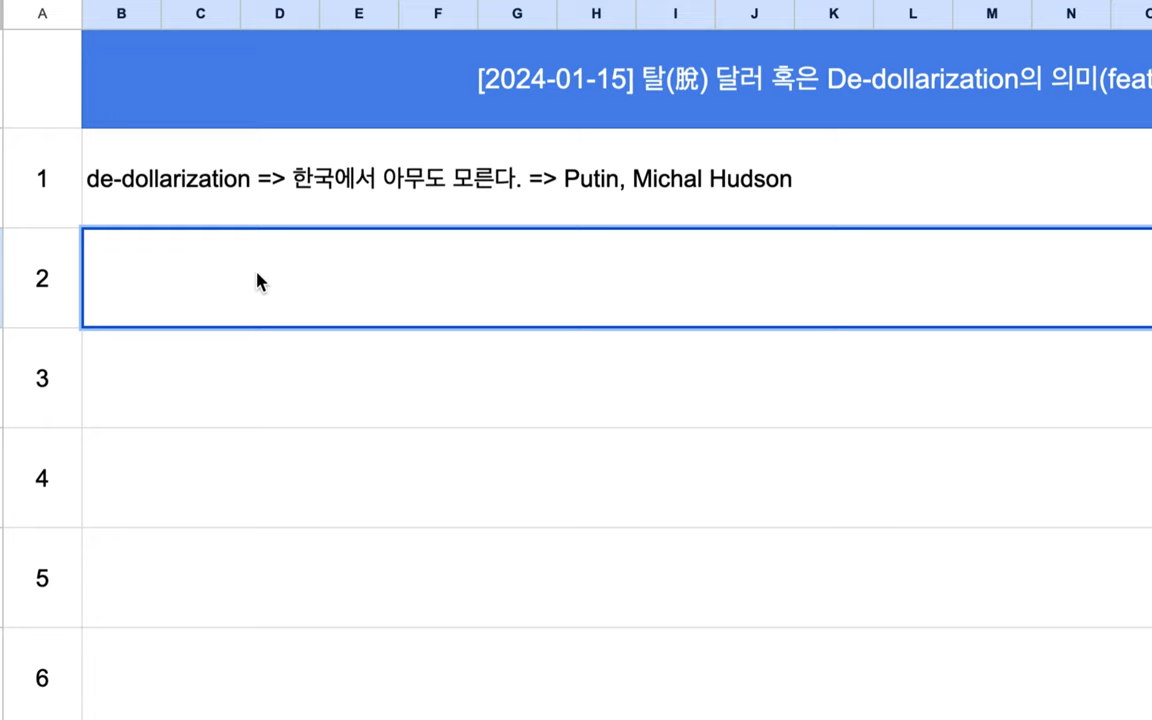 A B C D E F G H I J K L M N
[2024-01-15] 탈(脫) 달러 혹은 De-dollarization의 의미(feat
1 de-dollarization => 한국에서 아무도 모른다. => Putin, Michal Hudson
2
3
4
5
6